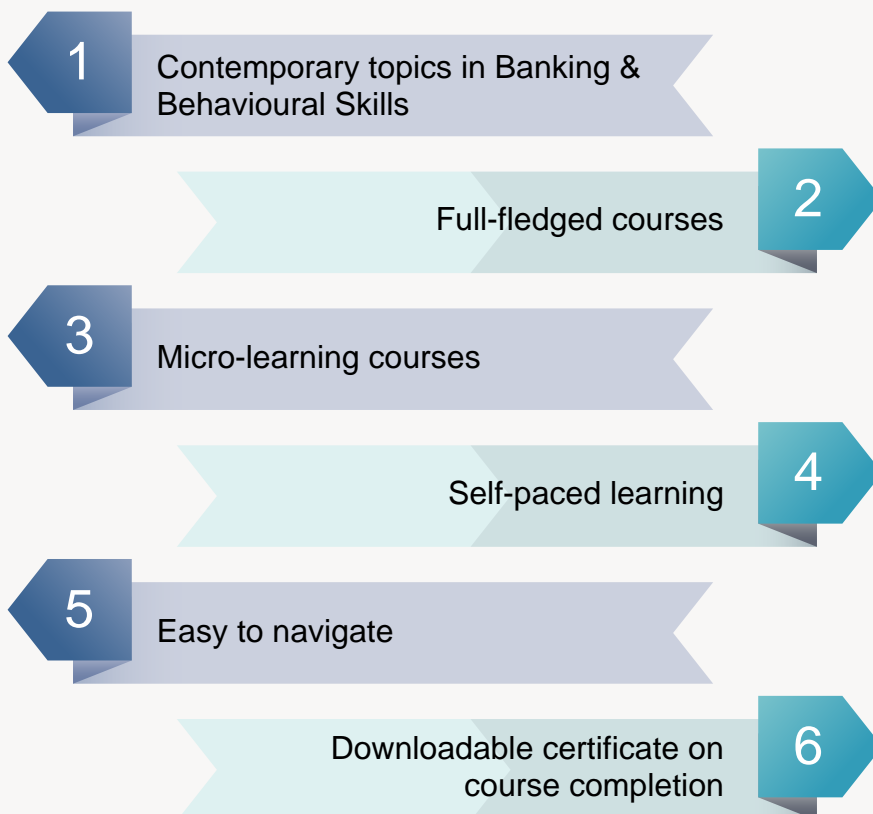 1
Contemporary topics in Banking &
Behavioural Skills
Full-fledged courses
2
3
Micro-learning courses
Self-paced learning
4
5
Easy to navigate
Downloadable certificate on
course completion
6